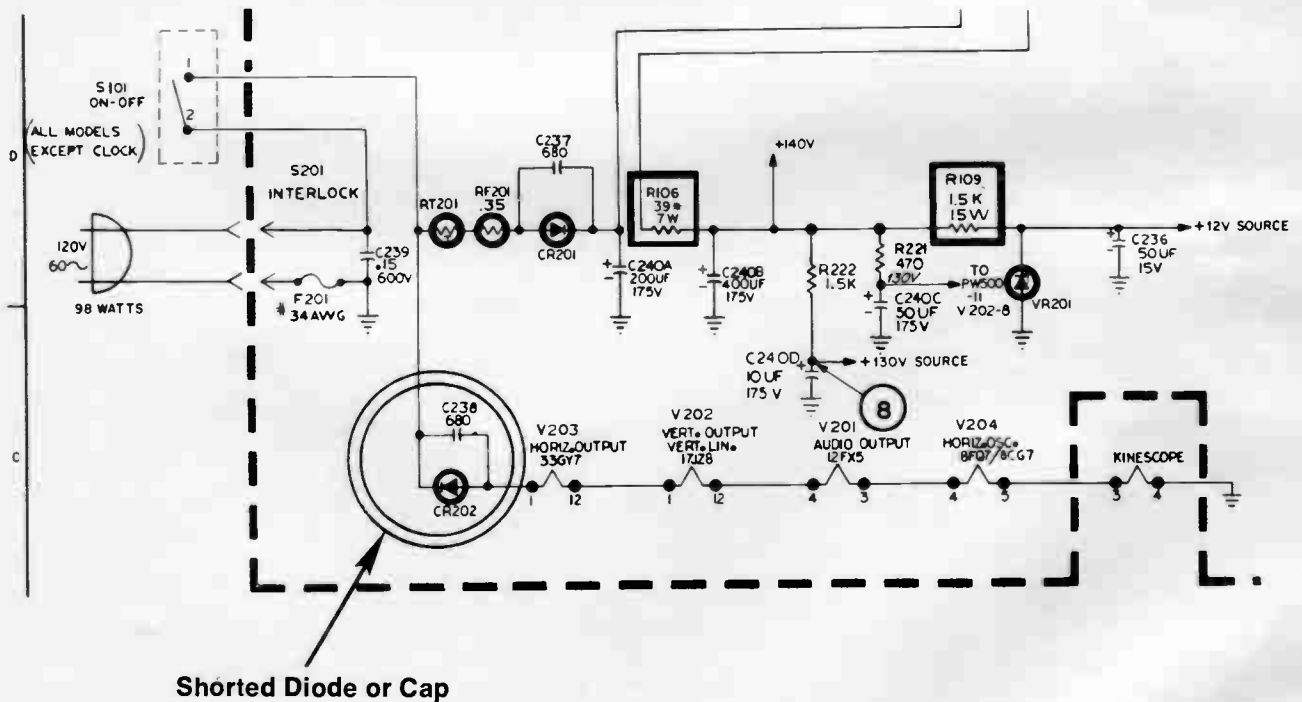 D
C
S101
ON-OFF
(ALL MODELS
EXCEPT CLOCK)
1
2
S201
INTERLOCK
120V
60~
98 WATTS
F201
* 34AWG
C239
.15
600V
RT201
RF201
.35
C237
680
CR201
R106
39*
7W
C240A
200UF
175V
C240B
400UF
175V
+140V
R222
1.5K
R221
470
130V
C240C
50UF
175V
TO
PW500
-11
V202-8
R109
1.5K
15W
VR201
+12V SOURCE
C236
50UF
15V
C240D
10UF
175V
+130V SOURCE
8
C238
680
CR202
V203
HORIZ.OUTPUT
33GY7
1
12
V202
VERT. OUTPUT
VERT. LIN.
17JZ8
1
12
V201
AUDIO OUTPUT
12FX5
4
3
V204
HORIZ.OSC.
8FQ7/8CG7
4
5
KINESCOPE
3
4
Shorted Diode or Cap